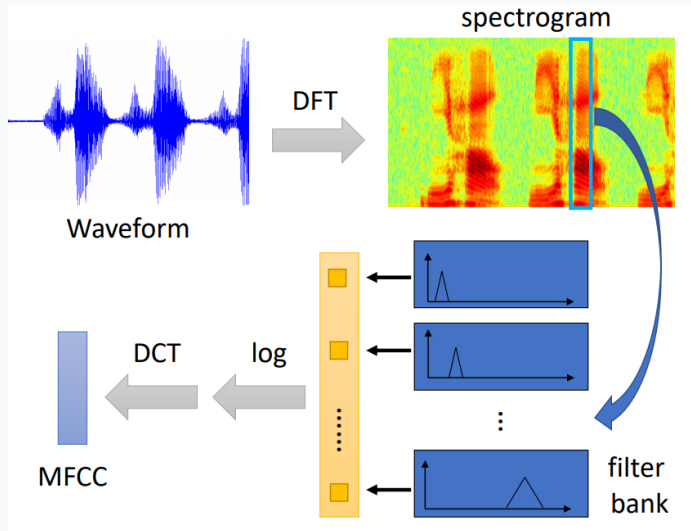 spectrogram
DFT
Waveform
DCT
log
MFCC
......
...
filter
bank